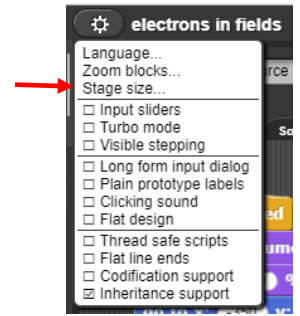 electrons in fields
Language...
Zoom blocks...
Stage size...
Input sliders
Turbo mode
Visible stepping
Long form input dialog
Plain prototype labels
Clicking sound
Flat design
Thread safe scripts
Flat line ends
Codification support
Inheritance support